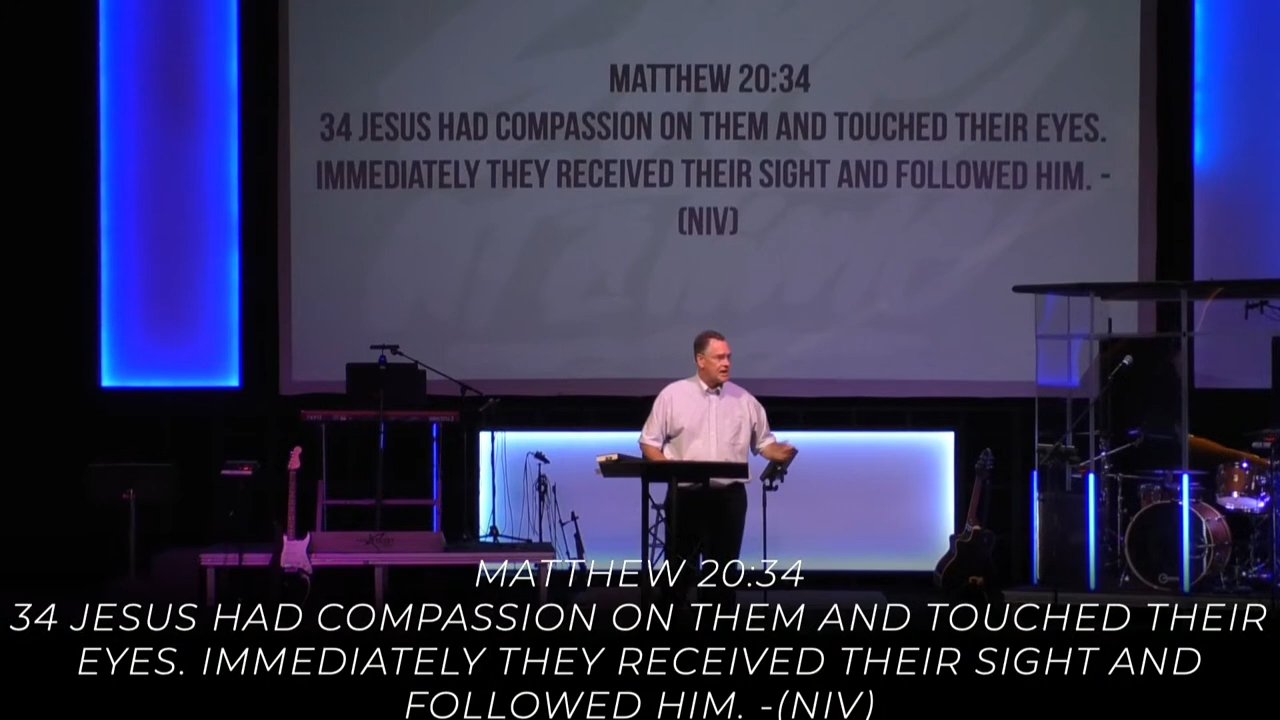 MATTHEW 20:34
34 JESUS HAD COMPASSION ON THEM AND TOUCHED THEIR EYES.
IMMEDIATELY THEY RECEIVED THEIR SIGHT AND FOLLOWED HIM. -
(NIV)
MATTHEW 20:34
34 JESUS HAD COMPASSION ON THEM AND TOUCHED THEIR
EYES. IMMEDIATELY THEY RECEIVED THEIR SIGHT AND
FOLLOWED HIM. -(NIV)